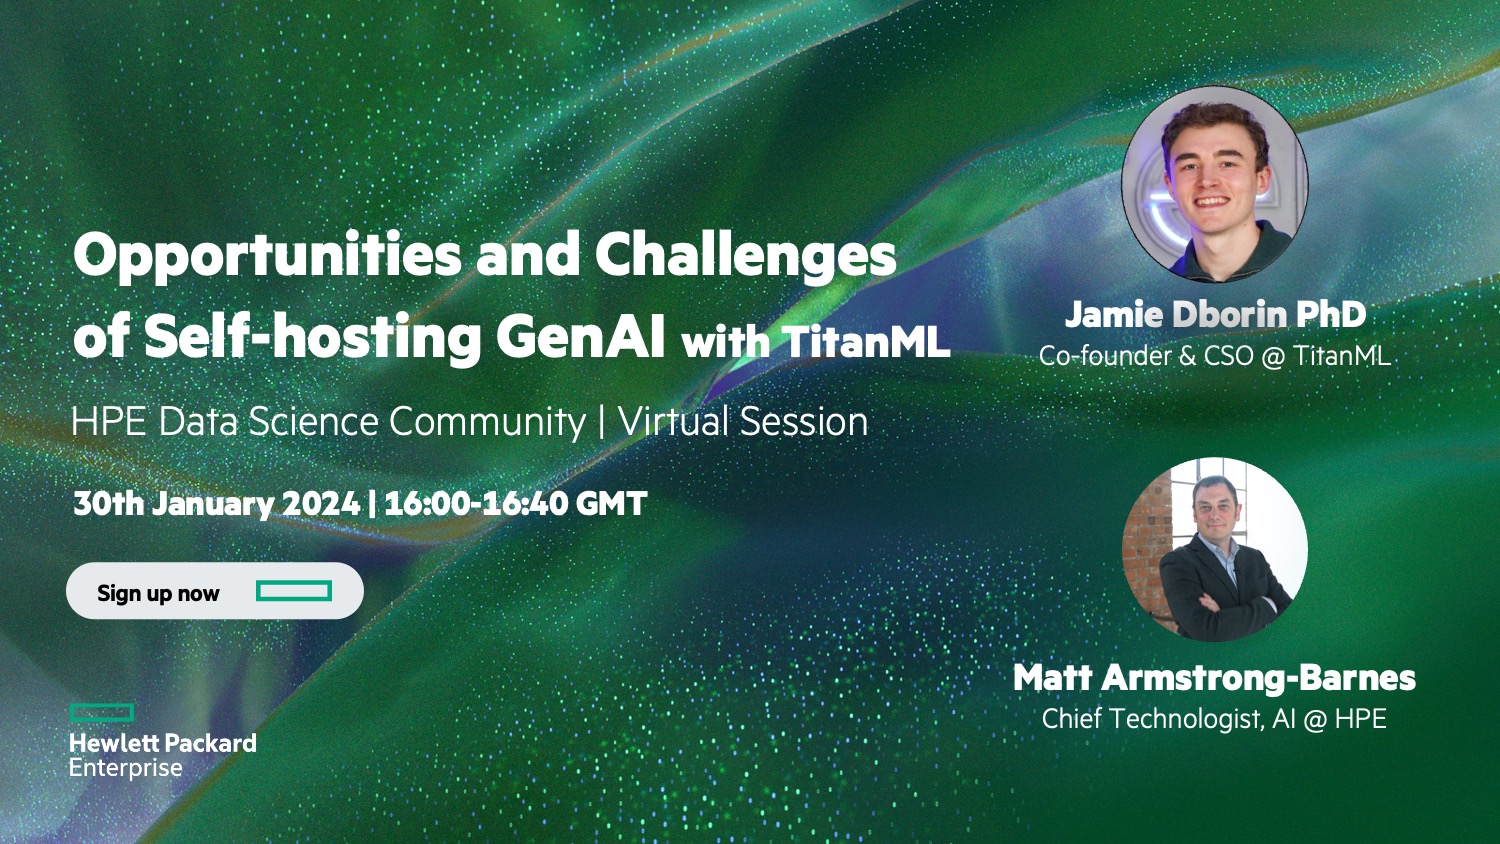 Opportunities and Challenges
of Self-hosting GenAI with TitanML
HPE Data Science Community | Virtual Session
30th January 2024 | 16:00-16:40 GMT
Sign up now
Hewlett Packard
Enterprise
Jamie Dborin PhD
Co-founder & CSO @ TitanML
Matt Armstrong-Barnes
Chief Technologist, AI @ HPE